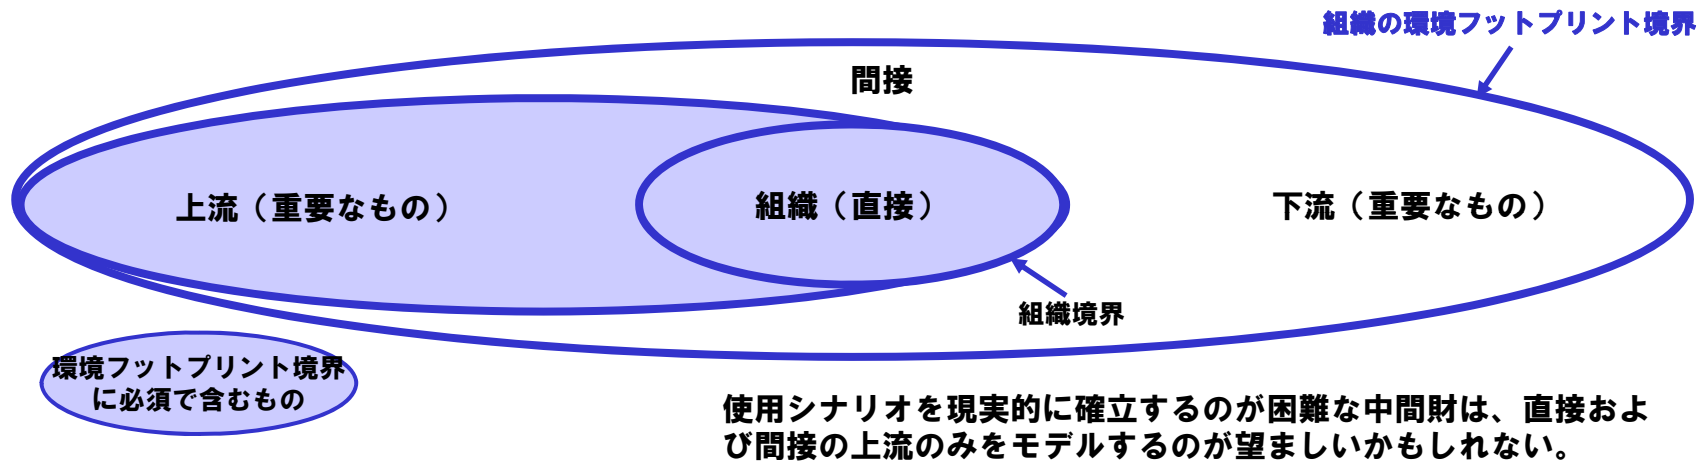 組織の環境フットプリント境界
間接
上流（重要なもの）
組織（直接）
下流（重要なもの）
組織境界
環境フットプリント境界
に必須で含むもの
使用シナリオを現実的に確立するのが困難な中間財は、直接およ
び間接の上流のみをモデルするのが望ましいかもしれない。